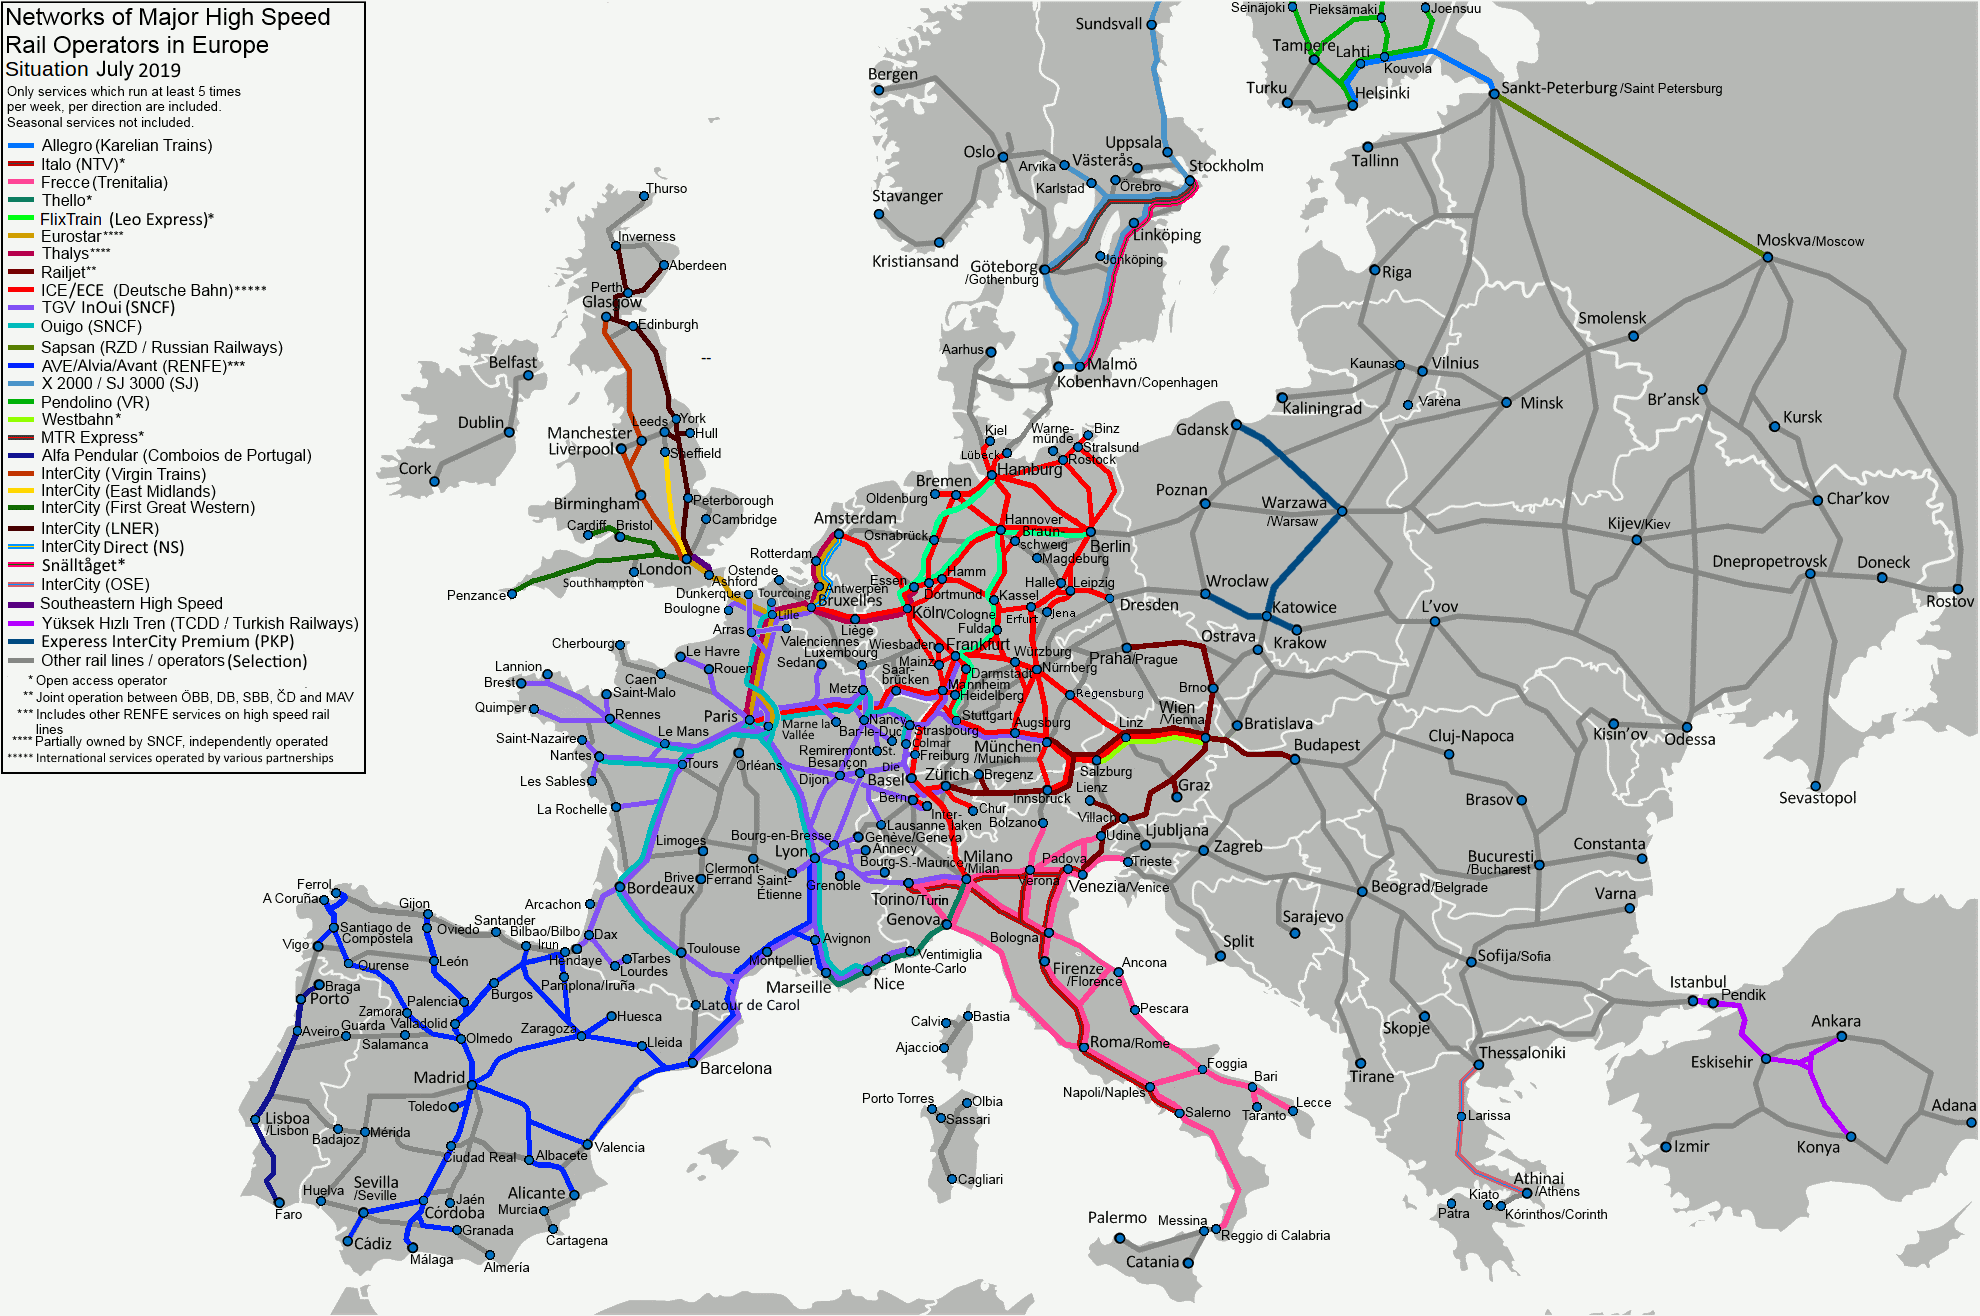 Networks of Major High Speed
Rail Operators in Europe
Situation July 2019
Only services which run at least 5 times
per week, per direction are included.
Seasonal services not included.
Allegro (Karelian Trains)
Italo (NTV)*
Frecce (Trenitalia)
Thello*
FlixTrain (Leo Express)*
Eurostar****
Thalys****
Railjet**
ICE/ECE (Deutsche Bahn)*****
TGV InOui (SNCF)
Ouigo (SNCF)
Sapsan (RZD / Russian Railways)
AVE/Alvia/Avant (RENFE)***
X 2000 / SJ 3000 (SJ)
Pendolino (VR)
Westbahn*
MTR Express*
Alfa Pendular (Comboios de Portugal)
InterCity (Virgin Trains)
InterCity (East Midlands)
InterCity (First Great Western)
InterCity (LNER)
InterCity Direct (NS)
Snälltåget*
InterCity (OSE)
Southeastern High Speed
Yüksek Hızlı Tren (TCDD / Turkish Railways)
Experess InterCity Premium (PKP)
Other rail lines / operators (Selection)
* Open access operator
** Joint operation between ÖBB, DB, SBB, ČD and MAV
*** Includes other RENFE services on high speed rail
lines
**** Partially owned by SNCF, independently operated
***** International services operated by various partnerships
Sundsvall
Seinäjoki
Pieksämaki
Joensuu
Tampere
Lahti
Kouvola
Turku
Helsinki
Sankt-Peterburg/Saint Petersburg
Tallinn
Bergen
Oslo
Arvika
Västerås
Uppsala
Stockholm
Karlstad
Örebro
Stavanger
Kristiansand
Göteborg
/Gothenburg
Linköping
Jönköping
Moskva/Moscow
Riga
Smolensk
Thurso
Inverness
Aberdeen
Perth
Glasgow
Edinburgh
--
Aarhus
Malmö
Kobenhavn/Copenhagen
Kaunas
Vilnius
Varena
Minsk
Br'ansk
Kursk
Kaliningrad
Gdansk
Belfast
Dublin
Cork
Leeds
York
Hull
Manchester
Liverpool
Sheffield
Birmingham
Peterborough
Cambridge
Cardiff
Bristol
London
Southhampton
Penzance
Ashford
Kiel
Lübeck
Warne-
münde
Binz
Stralsund
Rostock
Hamburg
Bremen
Oldenburg
Amsterdam
Osnabrück
Hannover
Braun-
schweig
Berlin
Magdeburg
Poznan
Warzawa
/Warsaw
Char'kov
Kijev/Kiev
Dnepropetrovsk
Doneck
Rostov
Rotterdam
Ostende
Dunkerque
Tourcoing
Antwerpen
Boulogne
Lille
Bruxelles
Essen
Hamm
Dortmund
Kassel
Halle
Leipzig
Dresden
Wroclaw
Katowice
Krakow
L'vov
Arras
Valenciennes
Liège
Köln/Cologne
Fulda
Erfurt
Jena
Ostrava
Cherbourg
Le Havre
Rouen
Caen
Sedan
Luxembourg
Wiesbaden
Frankfurt
Mainz
Würzburg
Praha/Prague
Lannion
Brest
Saint-Malo
Quimper
Rennes
Metz
Saar-
brücken
Darmstadt
Mannheim
Heidelberg
Nürnberg
Regensburg
Brno
Paris
Marne la
Vallée
Bar-le-Duc
Nancy
Strasbourg
Stuttgart
Augsburg
Linz
Wien
/Vienna
Bratislava
Saint-Nazaire
Nantes
Le Mans
Orléans
Remiremont
St.
Die
Colmar
Freiburg
München
/Munich
Salzburg
Budapest
Cluj-Napoca
Kisin'ov
Odessa
Les Sables
Tours
Besançon
Dijon
Basel
Zürich
Bregenz
Innsbruck
Lienz
Graz
Brasov
Sevastopol
La Rochelle
Bern
Inter-
laken
Chur
Bolzano
Villach
Udine
Ljubljana
Zagreb
Limoges
Bourg-en-Bresse
Lausanne
Genève/Geneva
Annecy
Lyon
Bourg-S.-Maurice
Milano
/Milan
Padova
Verona
Trieste
Venezia/Venice
Bucuresti
/Bucharest
Constanta
Varna
Brive
Clermont-
Ferrand
Saint-
Étienne
Grenoble
Torino/Turin
Genova
Beograd/Belgrade
Sarajevo
Split
Sofija/Sofia
Ferrol
A Coruña
Gijon
Santiago de
Compostela
Oviedo
Santander
Bilbao/Bilbo
Irun
Hendaye
Arcachon
Bordeaux
Dax
Tarbes
Lourdes
Toulouse
Montpellier
Avignon
Marseille
Nice
Monte-Carlo
Ventimiglia
Bologna
Firenze
/Florence
Ancona
Pescara
Vigo
Ourense
León
Burgos
Pamplona/Iruña
Latour de Carol
Braga
Porto
Palencia
Zamora
Valladolid
Aveiro
Guarda
Salamanca
Olmedo
Zaragoza
Huesca
Lleida
Barcelona
Calvi
Bastia
Ajaccio
Roma/Rome
Foggia
Bari
Lecce
Taranto
Napoli/Naples
Salerno
Skopje
Tirane
Thessaloniki
Larissa
Istanbul
Pendik
Ankara
Eskisehir
Adana
Konya
Izmir
Madrid
Toledo
Lisboa
/Lisbon
Badajoz
Mérida
Ciudad Real
Albacete
Valencia
Porto Torres
Olbia
Sassari
Cagliari
Huelva
Sevilla
/Seville
Jaén
Córdoba
Alicante
Murcia
Cartagena
Faro
Cádiz
Granada
Málaga
Almería
Palermo
Messina
Reggio di Calabria
Catania
Athinai
/Athens
Kiato
Patra
Kórinthos/Corinth